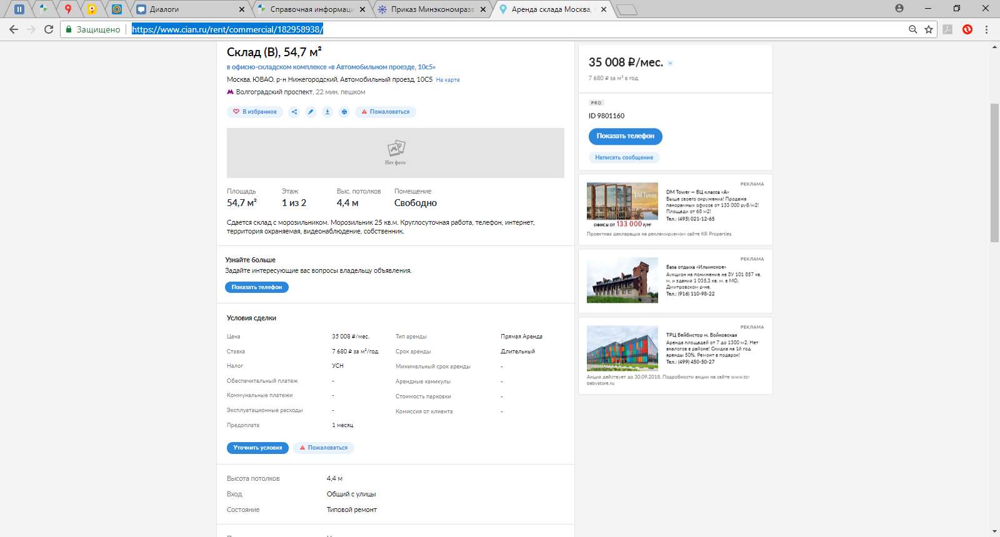 Диалоги
Справочная информаци
Приказ Минэкономразв
Аренда склада Москва,
Защищено
https://www.cian.ru/rent/commercial/182958938/
Склад (B), 54,7 м²
в офисно-складском комплексе «в Автомобильном проезде, 10с5»
Москва, ЮВАО, р-н Нижегородский, Автомобильный проезд, 10С5 На карте
Волгоградский проспект, 22 мин. пешком
В избранное
Пожаловаться
Нет фото
Площадь
54,7 м²
Этаж
1 из 2
Выс. потолков
4,4 м
Помещение
Свободно
Сдается склад с морозильником. Морозильник 25 кв.м. Круглосуточная работа, телефон, интернет,
территория охраняемая, видеонаблюдение, собственник.
Узнайте больше
Задайте интересующие вас вопросы владельцу объявления.
Показать телефон
Условия сделки
Цена 35 008 ₽/мес.
Ставка 7 680 ₽ за м²/год
Налог УСН
Обеспечительный платеж -
Коммунальные платежи -
Эксплуатационные расходы -
Предоплата 1 месяц
Тип аренды Прямая Аренда
Срок аренды Длительный
Минимальный срок аренды -
Арендные каникулы -
Стоимость парковки -
Комиссия от клиента -
Уточнить условия
Пожаловаться
Высота потолков 4,4 м
Вход Общий с улицы
Состояние Типовой ремонт
35 008 ₽/мес.
7 680 ₽ за м² в год
PRO
ID 9801160
Показать телефон
Написать сообщение
РЕКЛАМА
DM Tower
ОФИСЫ ОТ 133 000 Р/М²
DM Tower — БЦ класса «А»
Выше своего окружения! Продажа
панорамных офисов от 133 000 руб/м2!
Площади от 68 м2!
Тел.: (495) 021-12-65
Проектная декларация на рекламируемом сайте KR Properties
РЕКЛАМА
База отдыха «Ильинское»
Аукцион на понижение на ЗУ 101 857 кв.
м. и здания 1 035,3 кв. м. в МО,
Дмитровском р-не.
Тел.: (916) 110-98-22
РЕКЛАМА
ТРЦ Бейбистор м. Войковская
Аренда площадей от 7 до 1300 м2. Нет
аналогов в районе! Скидка на 1й год
аренды 50%. Ремонт в подарок!
Тел.: (499) 450-50-27
Акция действует до 30.09.2018. Подробности акции на сайте www.tc-
babystore.ru